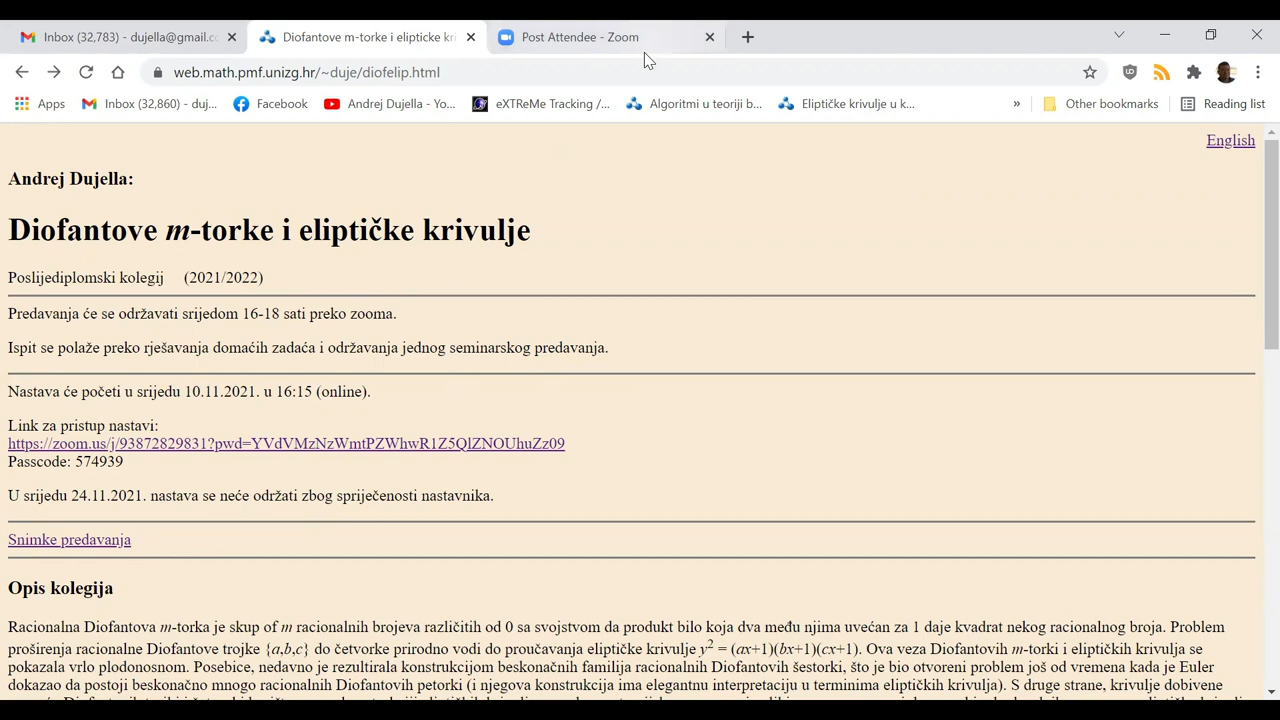 Inbox (32,783) - dujella@gmail.cc
Diofantove m-torke i elipticke kri
Post Attendee - Zoom
web.math.pmf.unizg.hr/~duje/diofelip.html
Apps
Inbox (32,860) - duj...
Facebook
Andrej Dujella - Yo...
eXTReMe Tracking /...
Algoritmi u teoriji b...
Eliptičke krivulje u k...
»
Other bookmarks
Reading list
English
Andrej Dujella:
Diofantove m-torke i eliptičke krivulje
Poslijediplomski kolegij (2021/2022)
Predavanja će se održavati srijedom 16-18 sati preko zooma.
Ispit se polaže preko rješavanja domaćih zadaća i održavanja jednog seminarskog predavanja.
Nastava će početi u srijedu 10.11.2021. u 16:15 (online).
Link za pristup nastavi:
https://zoom.us/j/93872829831?pwd=YVdVMzNzWmtPZWhwR1Z5QlZNOUhuZz09
Passcode: 574939
U srijedu 24.11.2021. nastava se neće održati zbog spriječenosti nastavnika.
Snimke predavanja
Opis kolegija
Racionalna Diofantova m-torka je skup of m racionalnih brojeva različitih od 0 sa svojstvom da produkt bilo koja dva među njima uvećan za 1 daje kvadrat nekog racionalnog broja. Problem
proširenja racionalne Diofantove trojke {a,b,c} do četvorke prirodno vodi do proučavanja eliptičke krivulje y² = (ax+1)(bx+1)(cx+1). Ova veza Diofantovih m-torki i eliptičkih krivulja se
pokazala vrlo plodonosnom. Posebice, nedavno je rezultirala konstrukcijom beskonačnih familija racionalnih Diofantovih šestorki, što je bio otvoreni problem još od vremena kada je Euler
dokazao da postoji beskonačno mnogo racionalnih Diofantovih petorki (i njegova konstrukcija ima elegantnu interpretaciju u terminima eliptičkih krivulja). S druge strane, krivulje dobivene